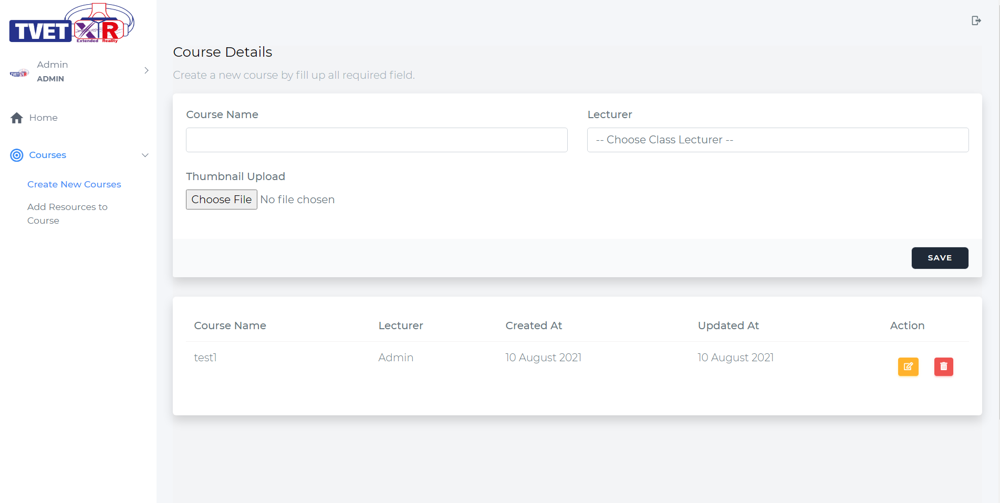 TVET XR
Extended Reality
Admin
ADMIN
Home
Courses
Create New Courses
Add Resources to
Course
Course Details
Create a new course by fill up all required field.
Course Name
Lecturer
-- Choose Class Lecturer --
Thumbnail Upload
Choose File No file chosen
SAVE
Course Name Lecturer Created At Updated At Action
test1 Admin 10 August 2021 10 August 2021